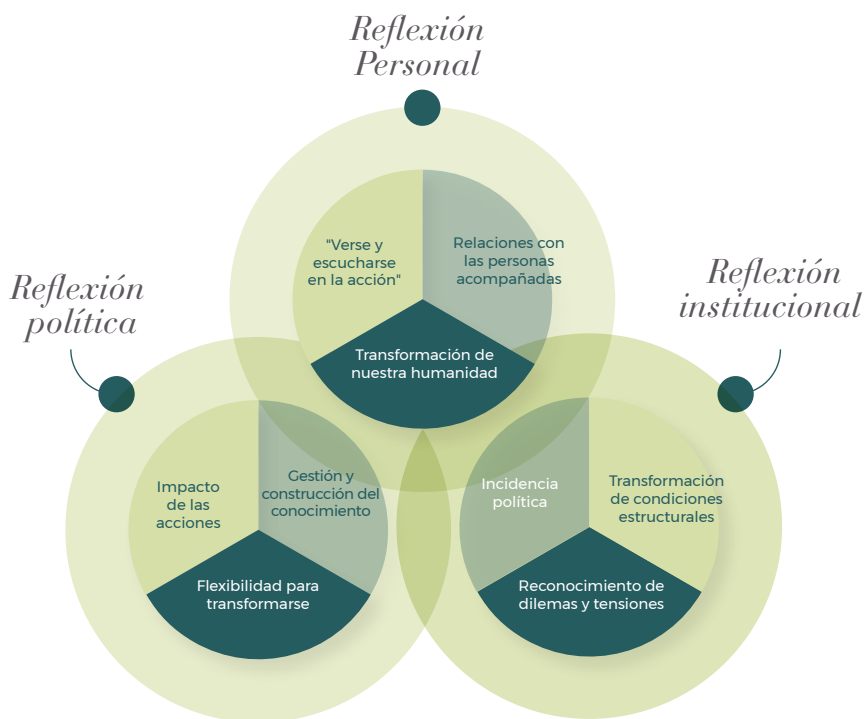 Reflexión
Personal
"Verse y
escucharse
en la acción"
Relaciones con
las personas
acompañadas
Transformación de
nuestra humanidad
Reflexión
política
Impacto
de las
acciones
Gestión y
construcción del
conocimiento
Flexibilidad para
transformarse
Reflexión
institucional
Incidencia
política
Transformación
de condiciones
estructurales
Reconocimiento de
dilemas y tensiones